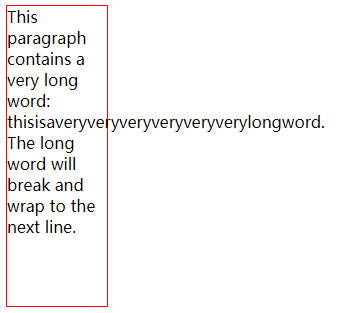 This
paragraph
contains a
very long
word:
thisisaveryveryveryveryveryverylongword.
The long
word will
break and
wrap to the
next line.